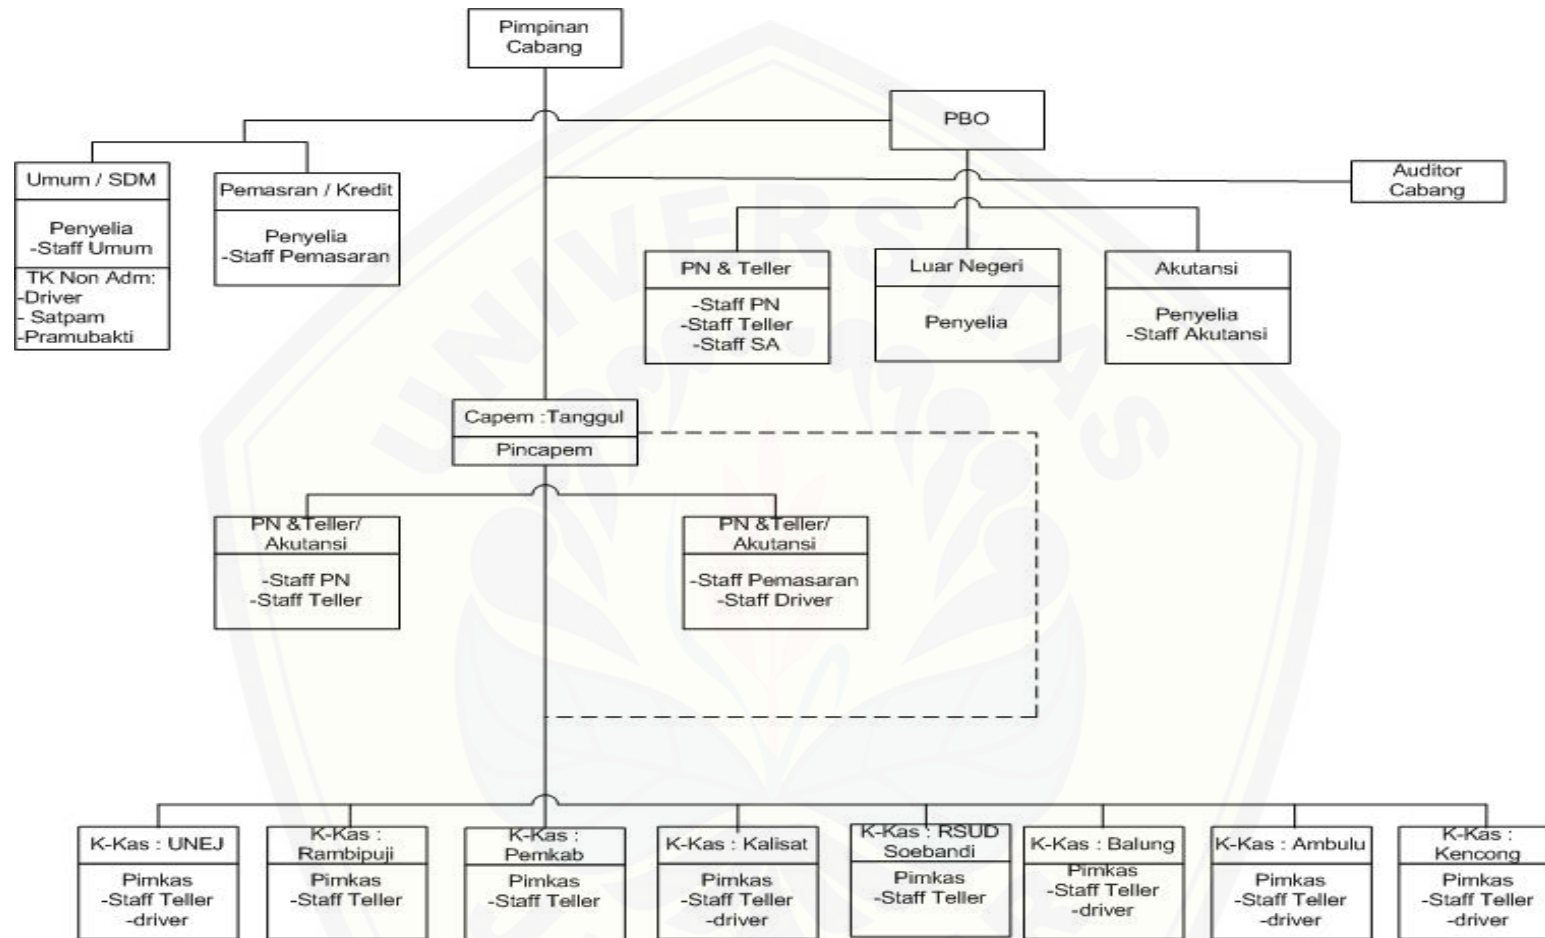 Pimpinan
Cabang
PBO
Auditor
Cabang
Umum / SDM
Penyelia
-Staff Umum
TK Non Adm:
-Driver
- Satpam
-Pramubakti
Pemasran / Kredit
Penyelia
-Staff Pemasaran
PN & Teller
-Staff PN
-Staff Teller
-Staff SA
Luar Negeri
Penyelia
Akutansi
Penyelia
-Staff Akutansi
Capem :Tanggul
Pincapem
PN &Teller/
Akutansi
-Staff PN
-Staff Teller
PN &Teller/
Akutansi
-Staff Pemasaran
-Staff Driver
K-Kas : UNEJ
Pimkas
-Staff Teller
-driver
K-Kas :
Rambipuji
Pimkas
-Staff Teller
K-Kas :
Pemkab
Pimkas
-Staff Teller
K-Kas : Kalisat
Pimkas
-Staff Teller
-driver
K-Kas : RSUD
Soebandi
Pimkas
-Staff Teller
K-Kas : Balung
Pimkas
-Staff Teller
-driver
K-Kas : Ambulu
Pimkas
-Staff Teller
-driver
K-Kas :
Kencong
Pimkas
-Staff Teller
-driver
UNIVERSITAS